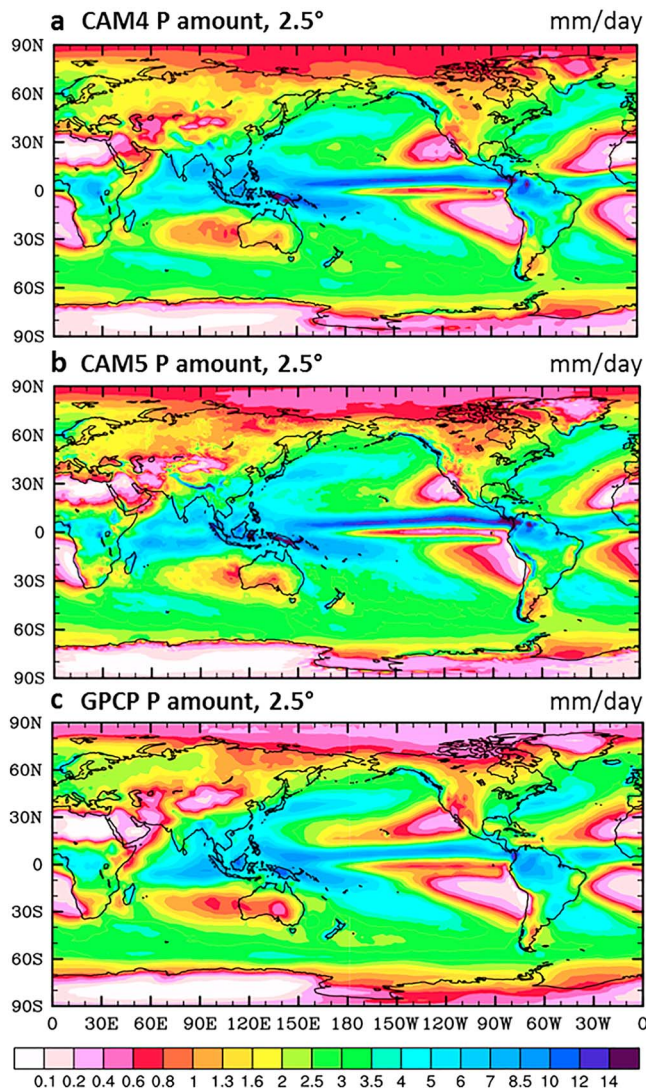 a CAM4 P amount, 2.5° mm/day
90N
60N
30N
0
30S
60S
90S
b CAM5 P amount, 2.5° mm/day
90N
60N
30N
0
30S
60S
90S
c GPCP P amount, 2.5° mm/day
90N
60N
30N
0
30S
60S
90S
0 30E 60E 90E 120E 150E 180 150W 120W 90W 60W 30W 0
0.1 0.2 0.4 0.6 0.8 1 1.3 1.6 2 2.5 3 3.5 4 5 6 7 8.5 10 12 14